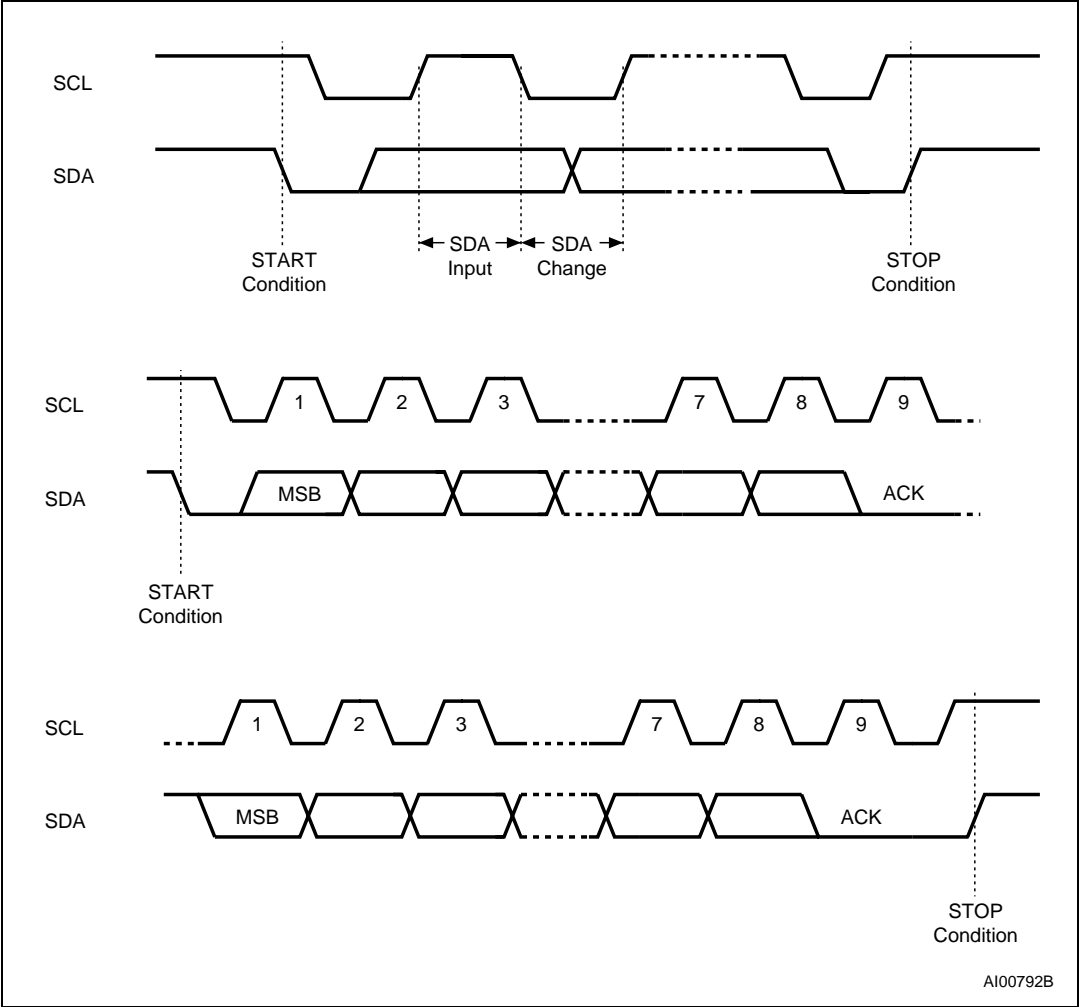 SCL
SDA
SDA
Input
SDA
Change
START
Condition
STOP
Condition
SCL
1 2 3 7 8 9
SDA
MSB ACK
START
Condition
SCL
1 2 3 7 8 9
SDA
MSB ACK
STOP
Condition
AI00792B